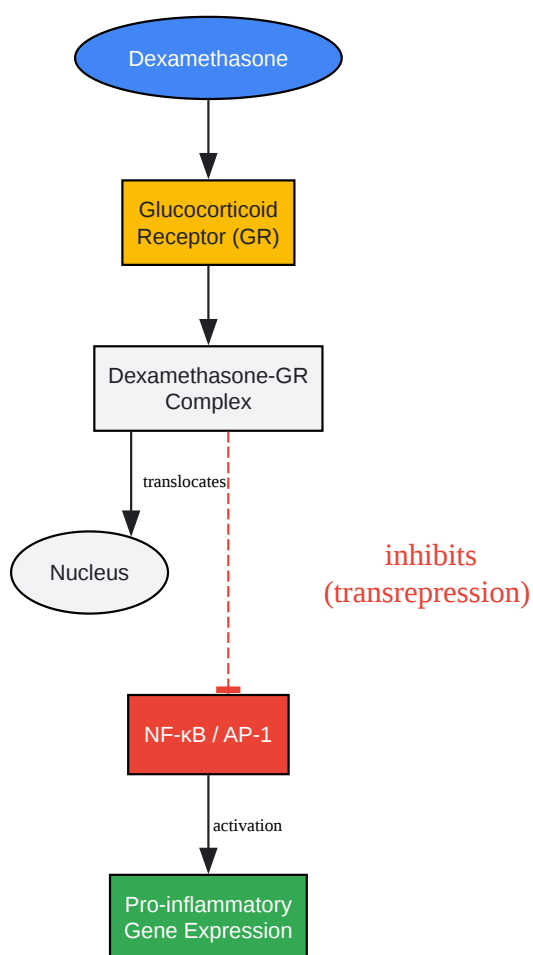 Dexamethasone
Glucocorticoid
Receptor (GR)
Dexamethasone-GR
Complex
translocates
inhibits
(transrepression)
Nucleus
NF-κB / AP-1
activation
Pro-inflammatory
Gene Expression